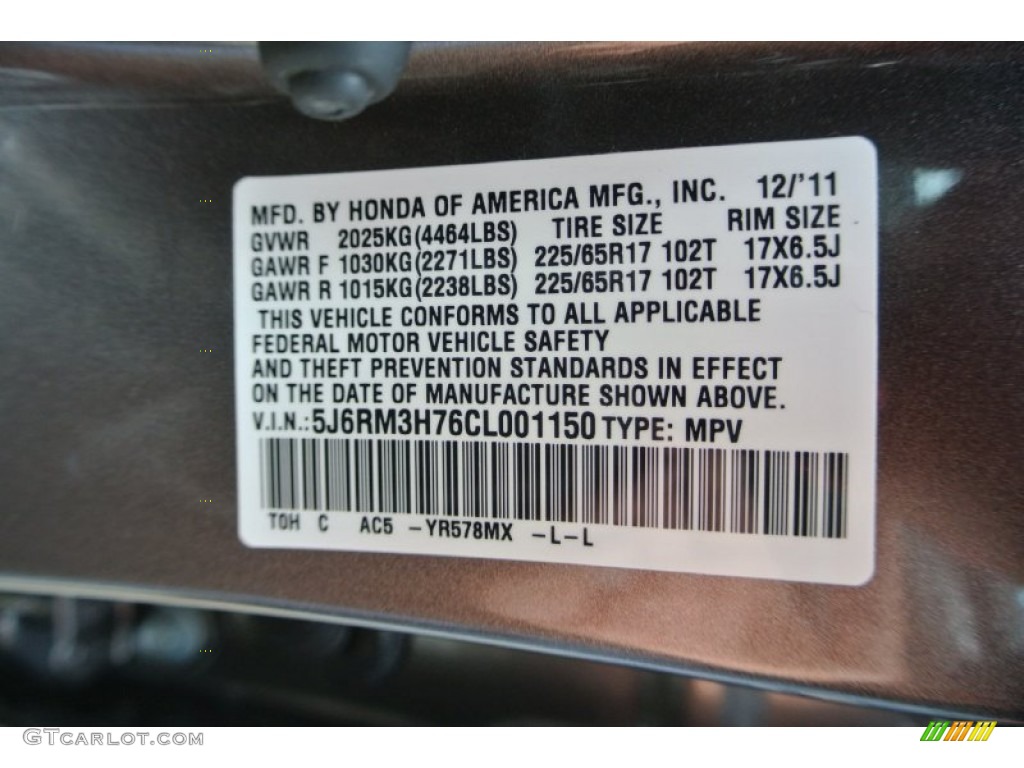 MFD. BY HONDA OF AMERICA MFG., INC. 12/'11
GVWR 2025KG(4464LBS) TIRE SIZE RIM SIZE
GAWR F 1030KG(2271LBS) 225/65R17 102T 17X6.5J
GAWR R 1015KG(2238LBS) 225/65R17 102T 17X6.5J
THIS VEHICLE CONFORMS TO ALL APPLICABLE
FEDERAL MOTOR VEHICLE SAFETY
AND THEFT PREVENTION STANDARDS IN EFFECT
ON THE DATE OF MANUFACTURE SHOWN ABOVE.
V.I.N.: 5J6RM3H76CL001150 TYPE: MPV
TOH C AC5 -YR578MX -L-L
GTCarlot.com